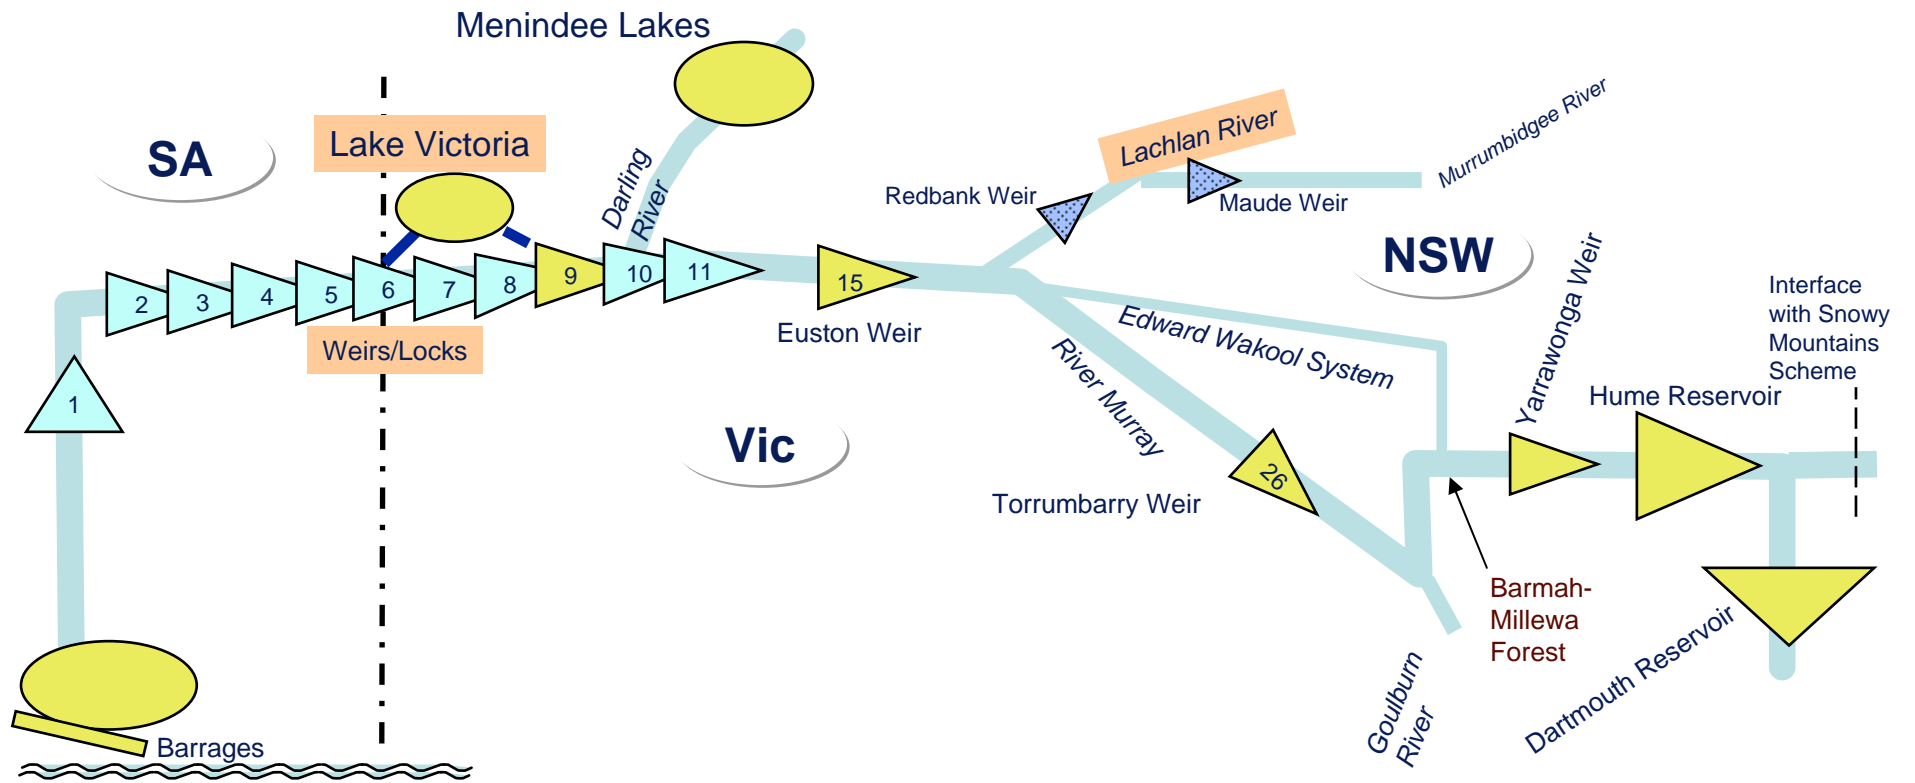 Menindee Lakes
SA
Lake Victoria
Darling
River
Redbank Weir
Lachlan River
Maude Weir
Murrumbidgee River
NSW
2
3
4
5
6
7
8
9
10
11
15
Weirs/Locks
Euston Weir
Edward Wakool System
River Murray
Yarrawonga Weir
Interface
with Snowy
Mountains
Scheme
Hume Reservoir
1
Vic
26
Torrumbarry Weir
Barmah-
Millewa
Forest
Goulburn
River
Dartmouth Reservoir
Barrages